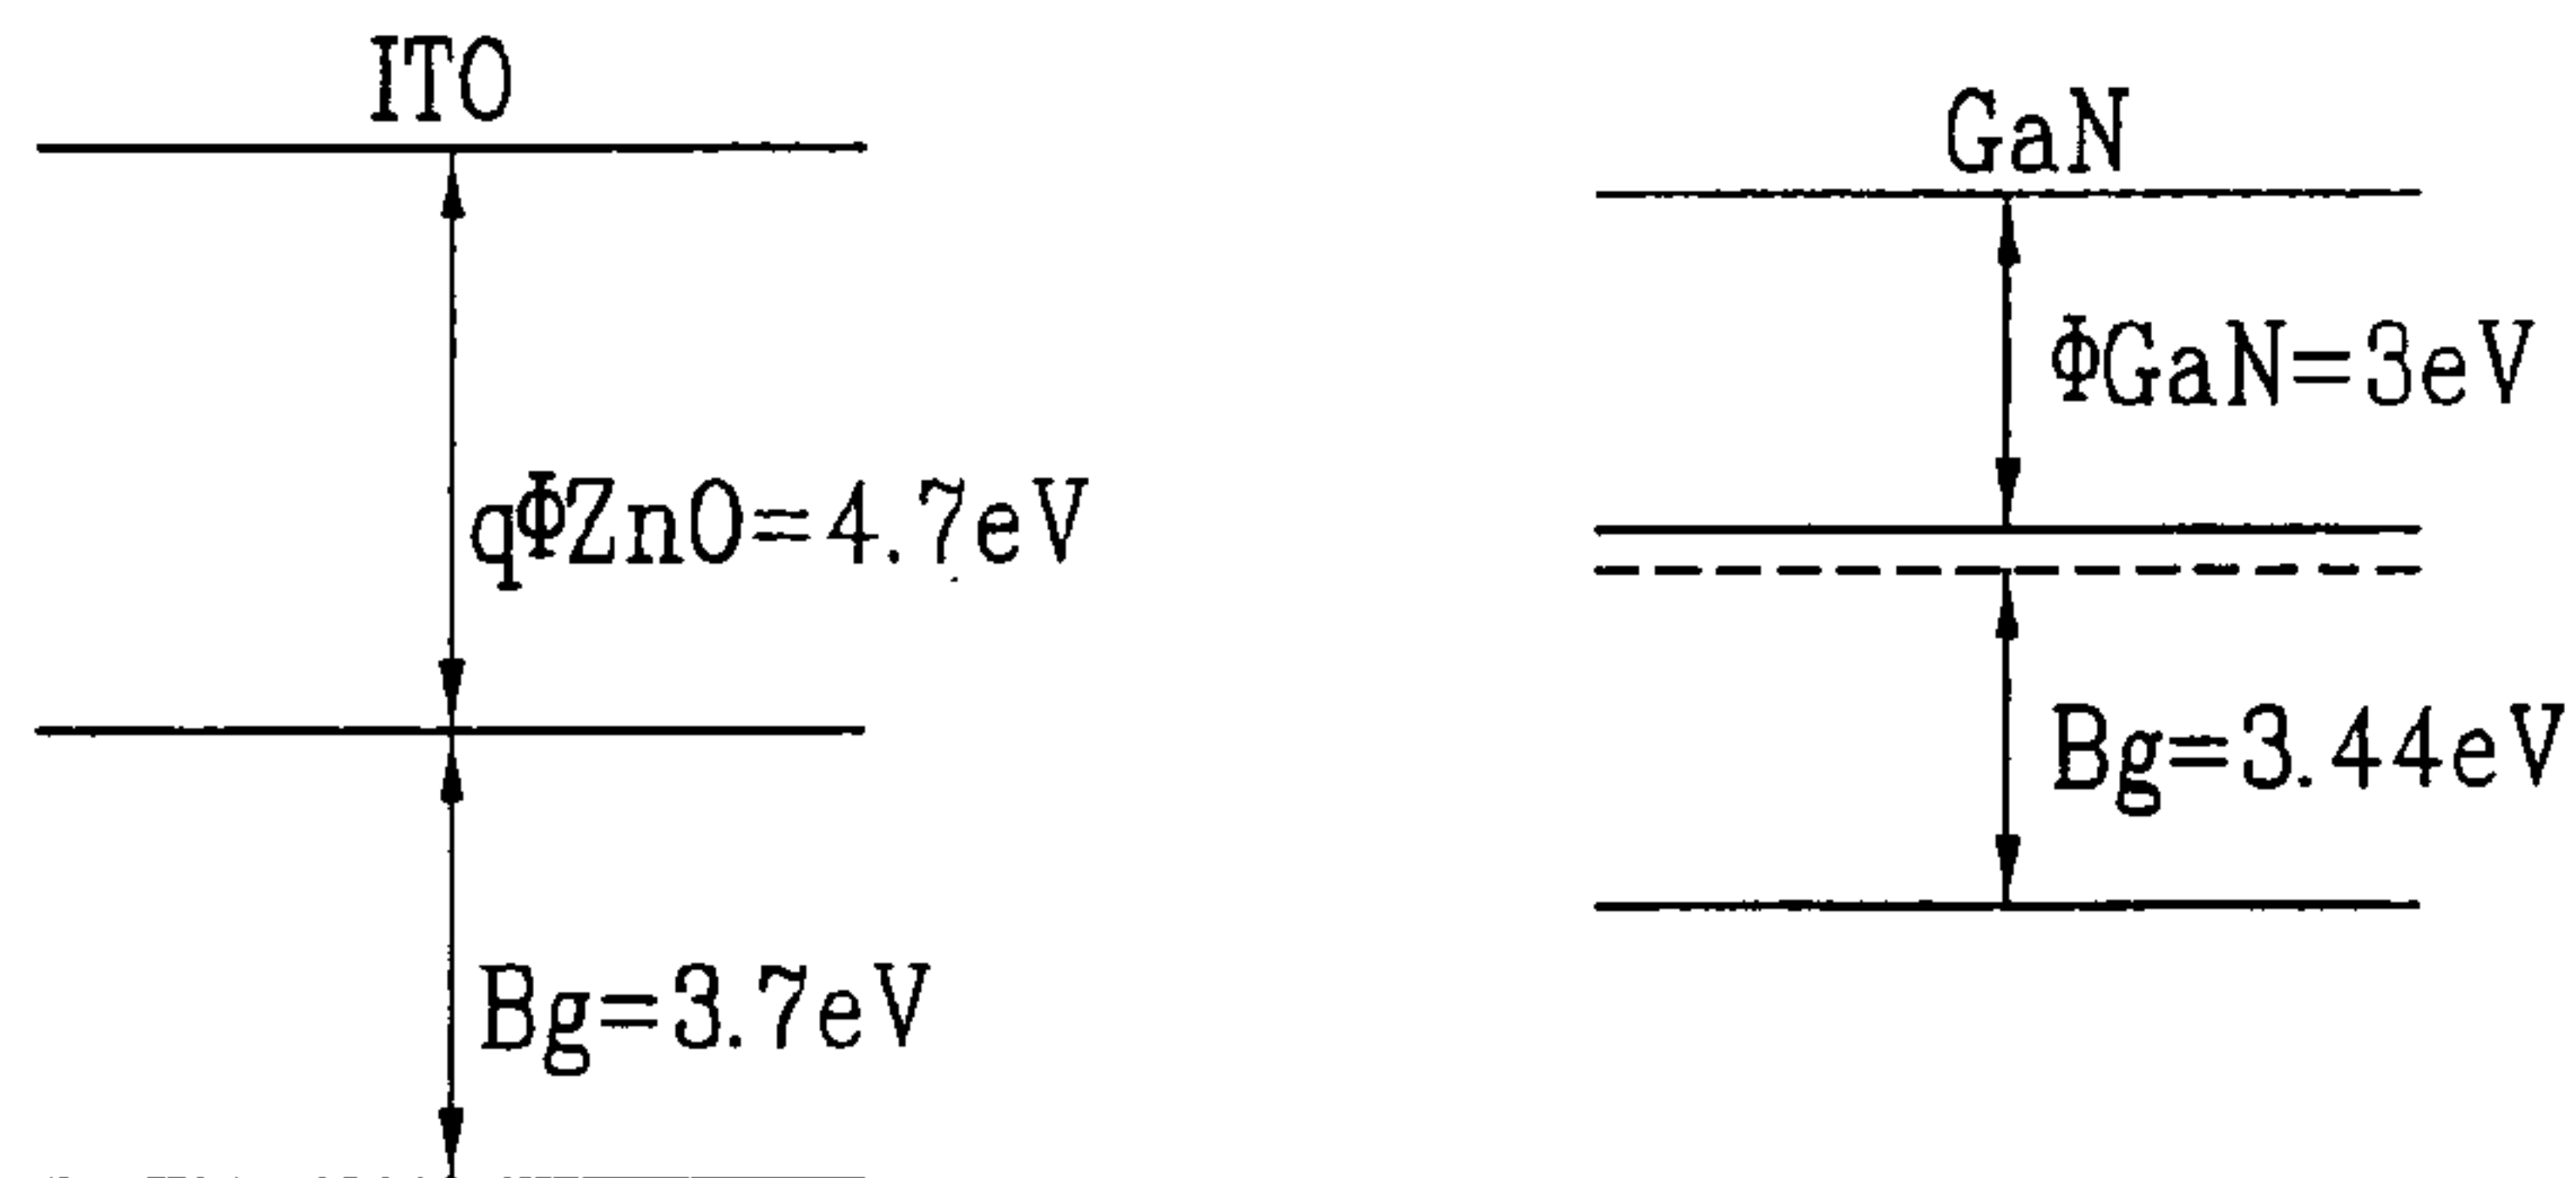 ITO
qΦZnO=4.7eV
Bg=3.7eV
GaN
ΦGaN=3eV
Bg=3.44eV